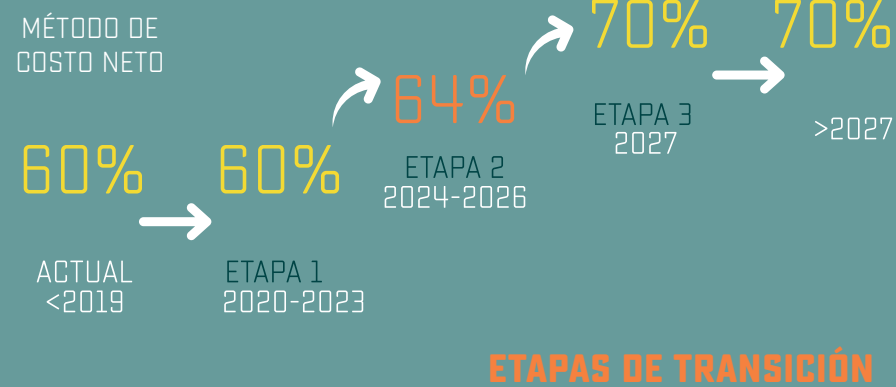 MÉTODO DE
COSTO NETO
60%
ACTUAL
<2019
60%
ETAPA 1
2020-2023
64%
ETAPA 2
2024-2026
70%
ETAPA 3
2027
70%
>2027
ETAPAS DE TRANSICIÓN